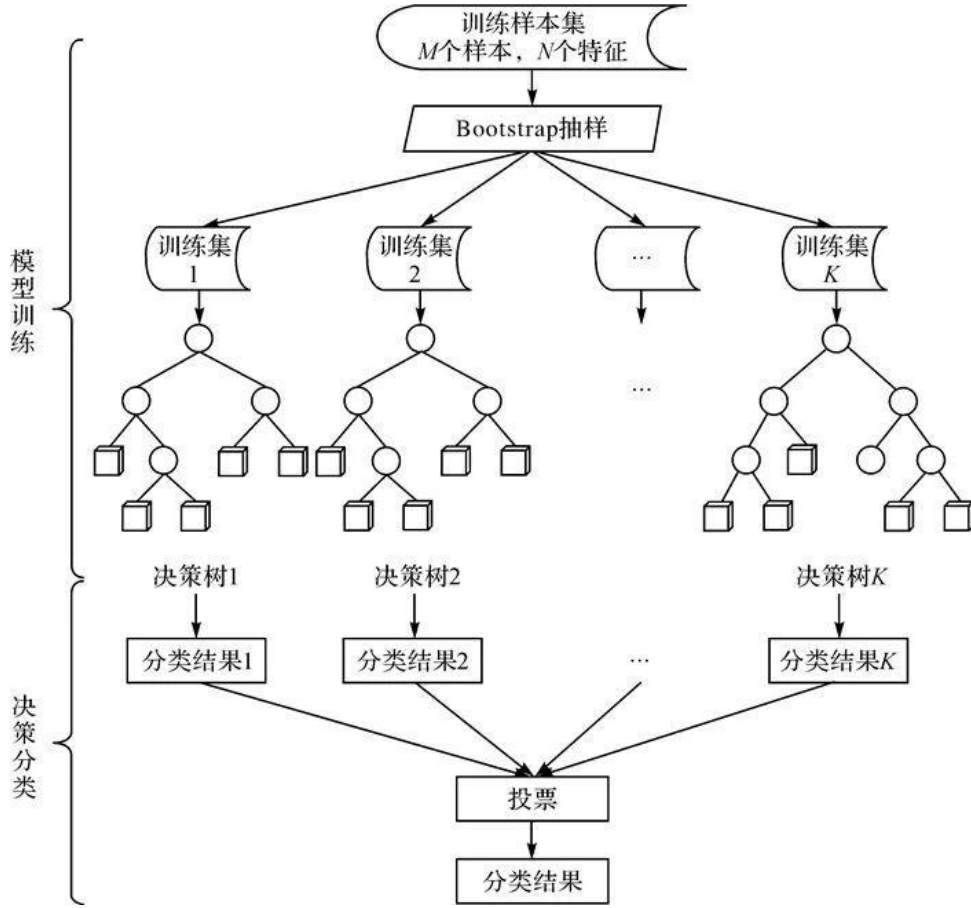 训练样本集
M个样本，N个特征
Bootstrap抽样
训练集
1
训练集
2
...
训练集
K
模型训练
...
决策树1
决策树2
决策树K
分类结果1
分类结果2
...
分类结果K
决策分类
投票
分类结果